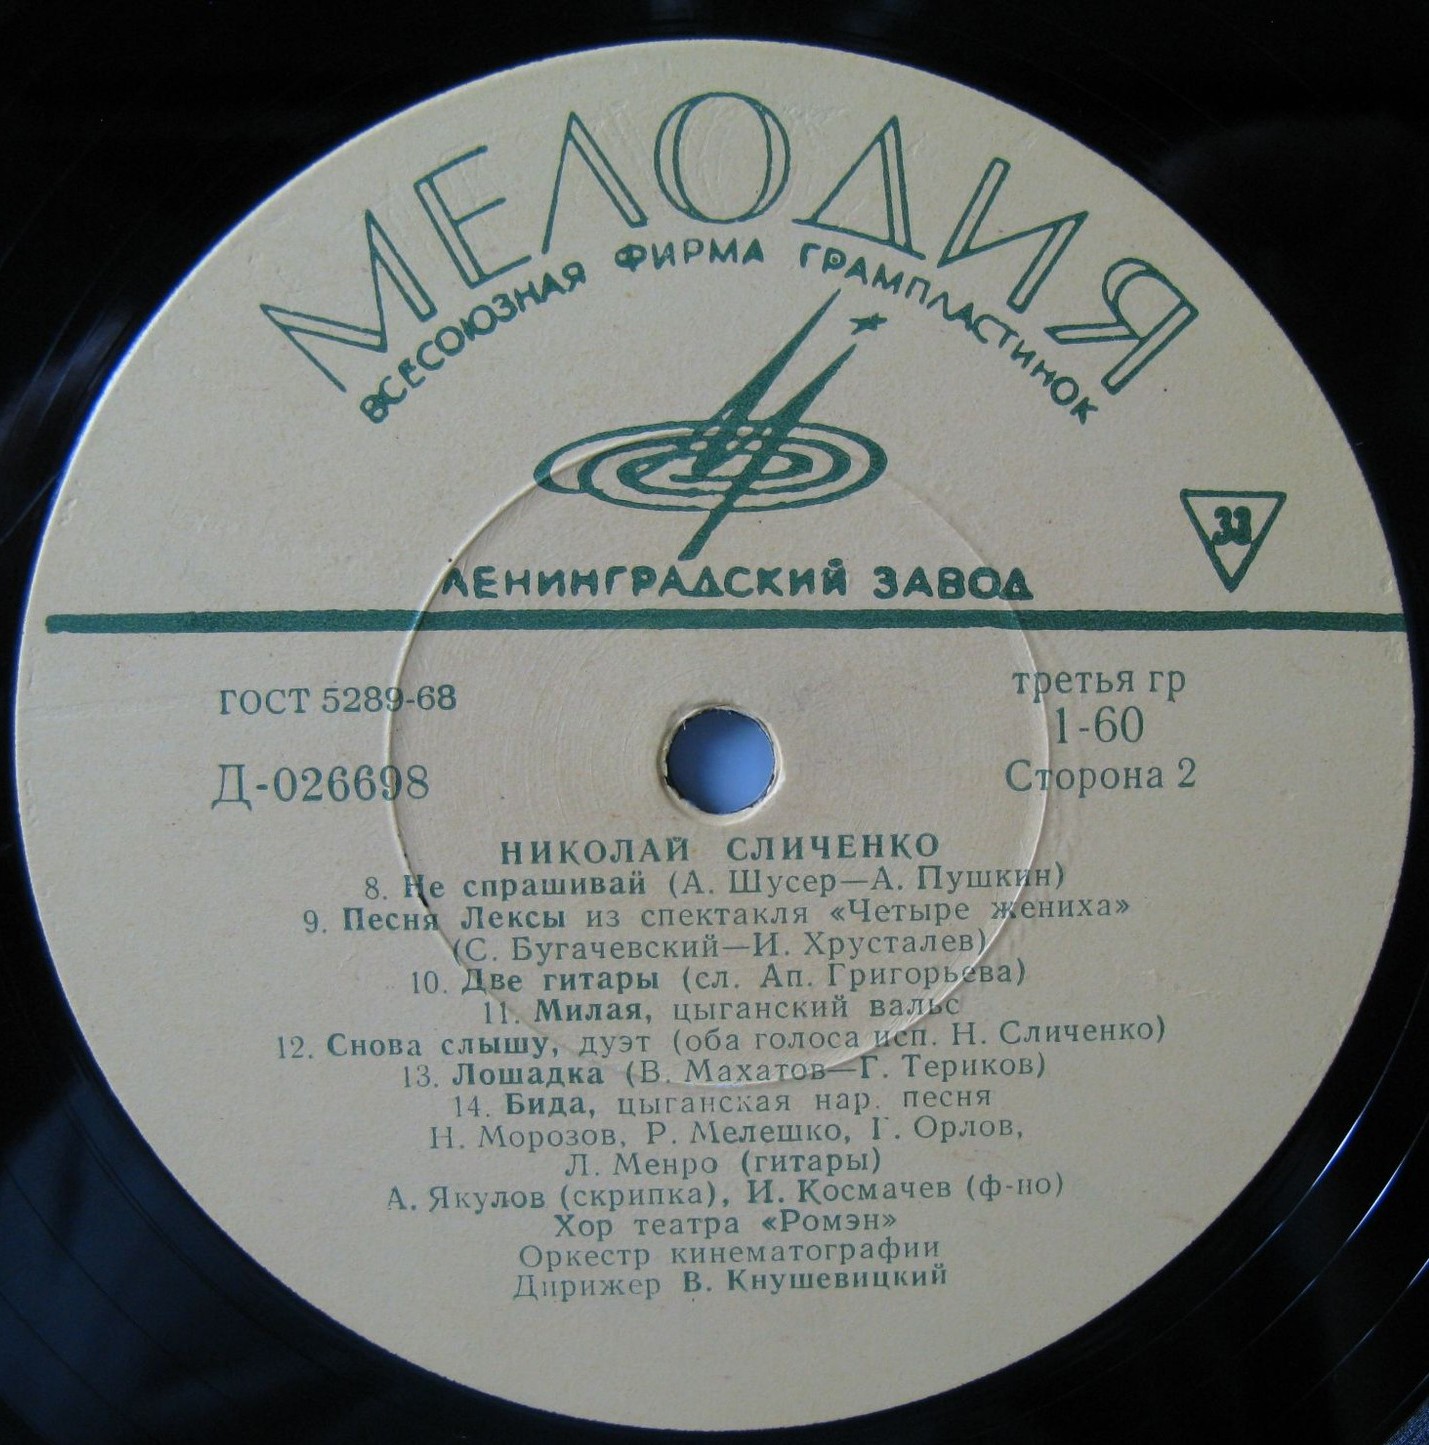 МЕЛОДИЯ
ВСЕСОЮЗНАЯ ФИРМА ГРАМПЛАСТИНОК
33
ЛЕНИНГРАДСКИЙ ЗАВОД
ГОСТ 5289-68
третья гр
1-60
Д-026698
Сторона 2
НИКОЛАЙ СЛИЧЕНКО
8. Не спрашивай (А. Шусер—А. Пушкин)
9. Песня Лексы из спектакля «Четыре жениха»
(С. Бугачевский—И. Хрусталев)
10. Две гитары (сл. Ап. Григорьева)
11. Милая, цыганский вальс
12. Снова слышу, дуэт (оба голоса исп. Н. Сличенко)
13. Лошадка (В. Махатов—Г. Териков)
14. Бида, цыганская нар. песня
Н. Морозов, Р. Мелешко, Г. Орлов,
Л. Менро (гитары)
А. Якулов (скрипка), И. Космачев (ф-но)
Хор театра «Ромэн»
Оркестр кинематографии
Дирижер В. Кнушевицкий